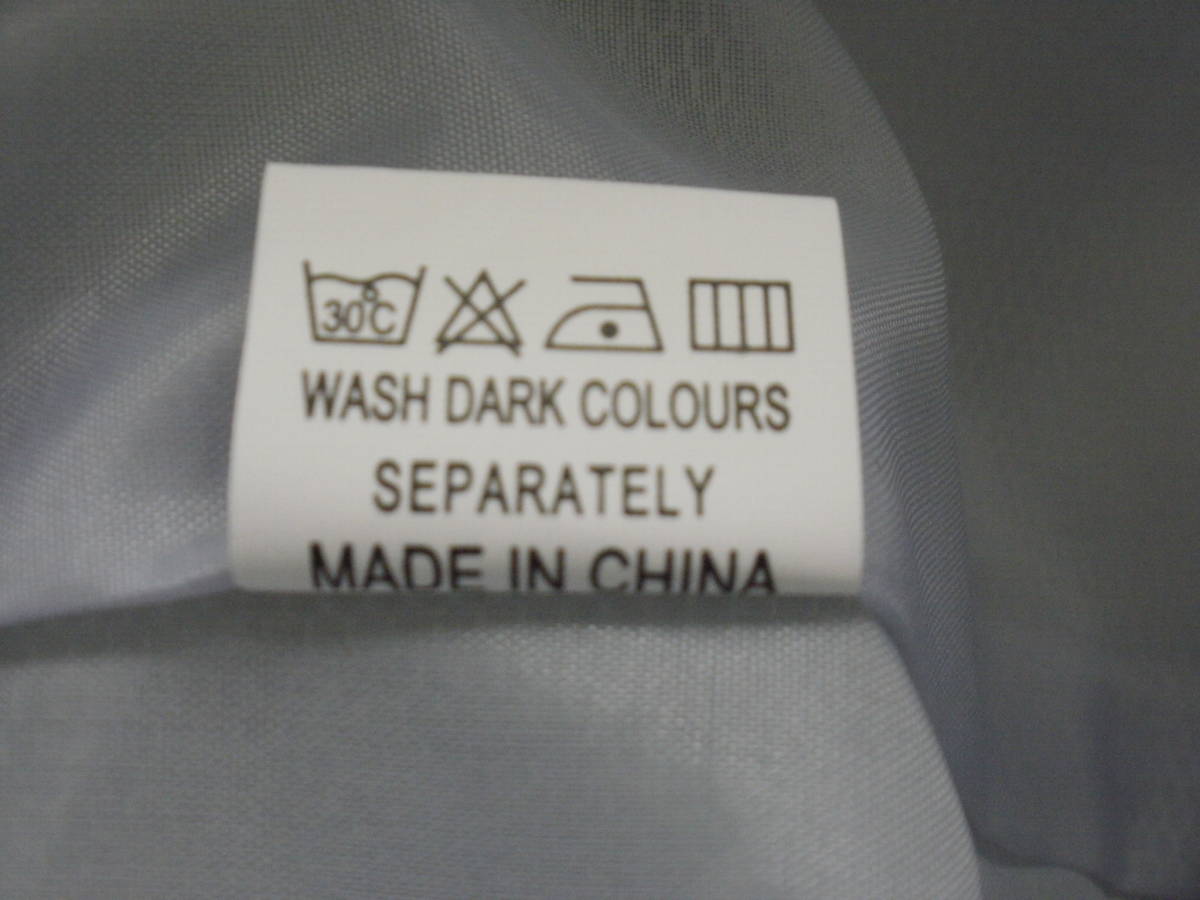 30°C
WASH DARK COLOURS
SEPARATELY
MADE IN CHINA